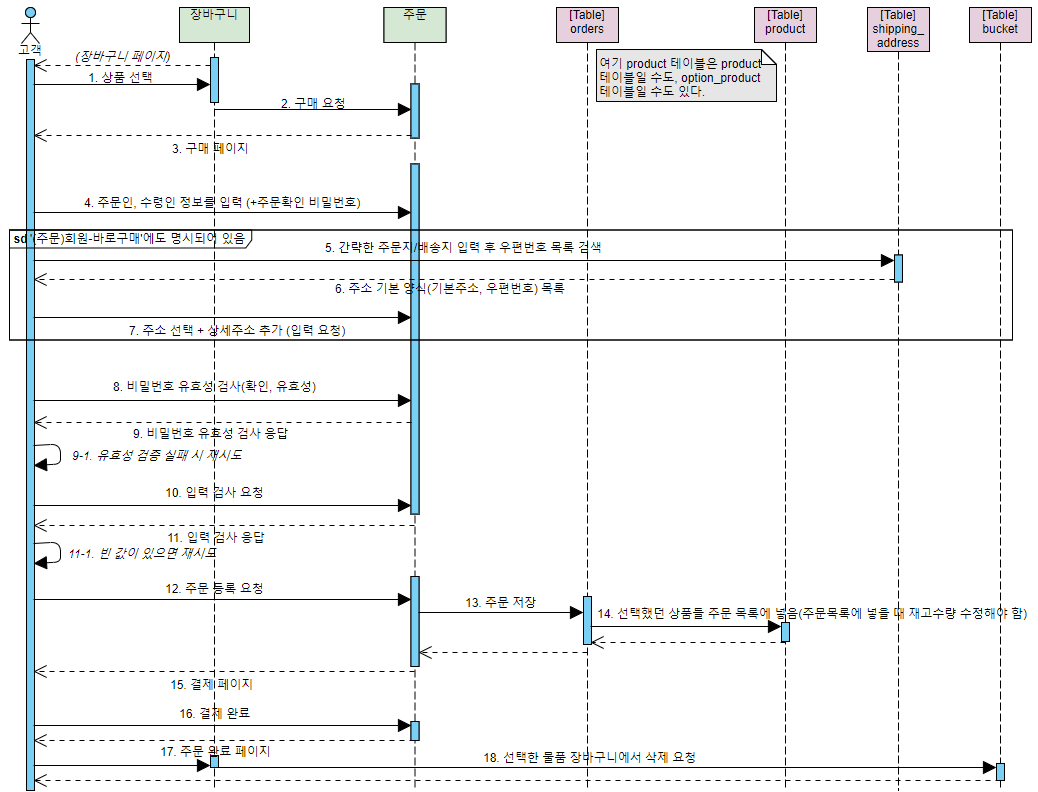 고객
장바구니
주문
[Table]
orders
[Table]
product
[Table]
shipping_
address
[Table]
bucket
여기 product 테이블은 product
테이블일 수도, option_product
테이블일 수도 있다.
(장바구니 페이지)
1. 상품 선택
2. 구매 요청
3. 구매 페이지
4. 주문인, 수령인 정보를 입력 (+주문확인 비밀번호)
sd '(주문)회원-바로구매'에도 명시되어 있음
5. 간략한 주문지/배송지 입력 후 우편번호 목록 검색
6. 주소 기본 양식(기본주소, 우편번호) 목록
7. 주소 선택 + 상세주소 추가 (입력 요청)
8. 비밀번호 유효성 검사(확인, 유효성)
9. 비밀번호 유효성 검사 응답
9-1. 유효성 검증 실패 시 재시도
10. 입력 검사 요청
11. 입력 검사 응답
11-1. 빈 값이 있으면 재시도
12. 주문 등록 요청
13. 주문 저장
14. 선택했던 상품들 주문 목록에 넣음(주문목록에 넣을 때 재고수량 수정해야 함)
15. 결제 페이지
16. 결제 완료
17. 주문 완료 페이지
18. 선택한 물품 장바구니에서 삭제 요청